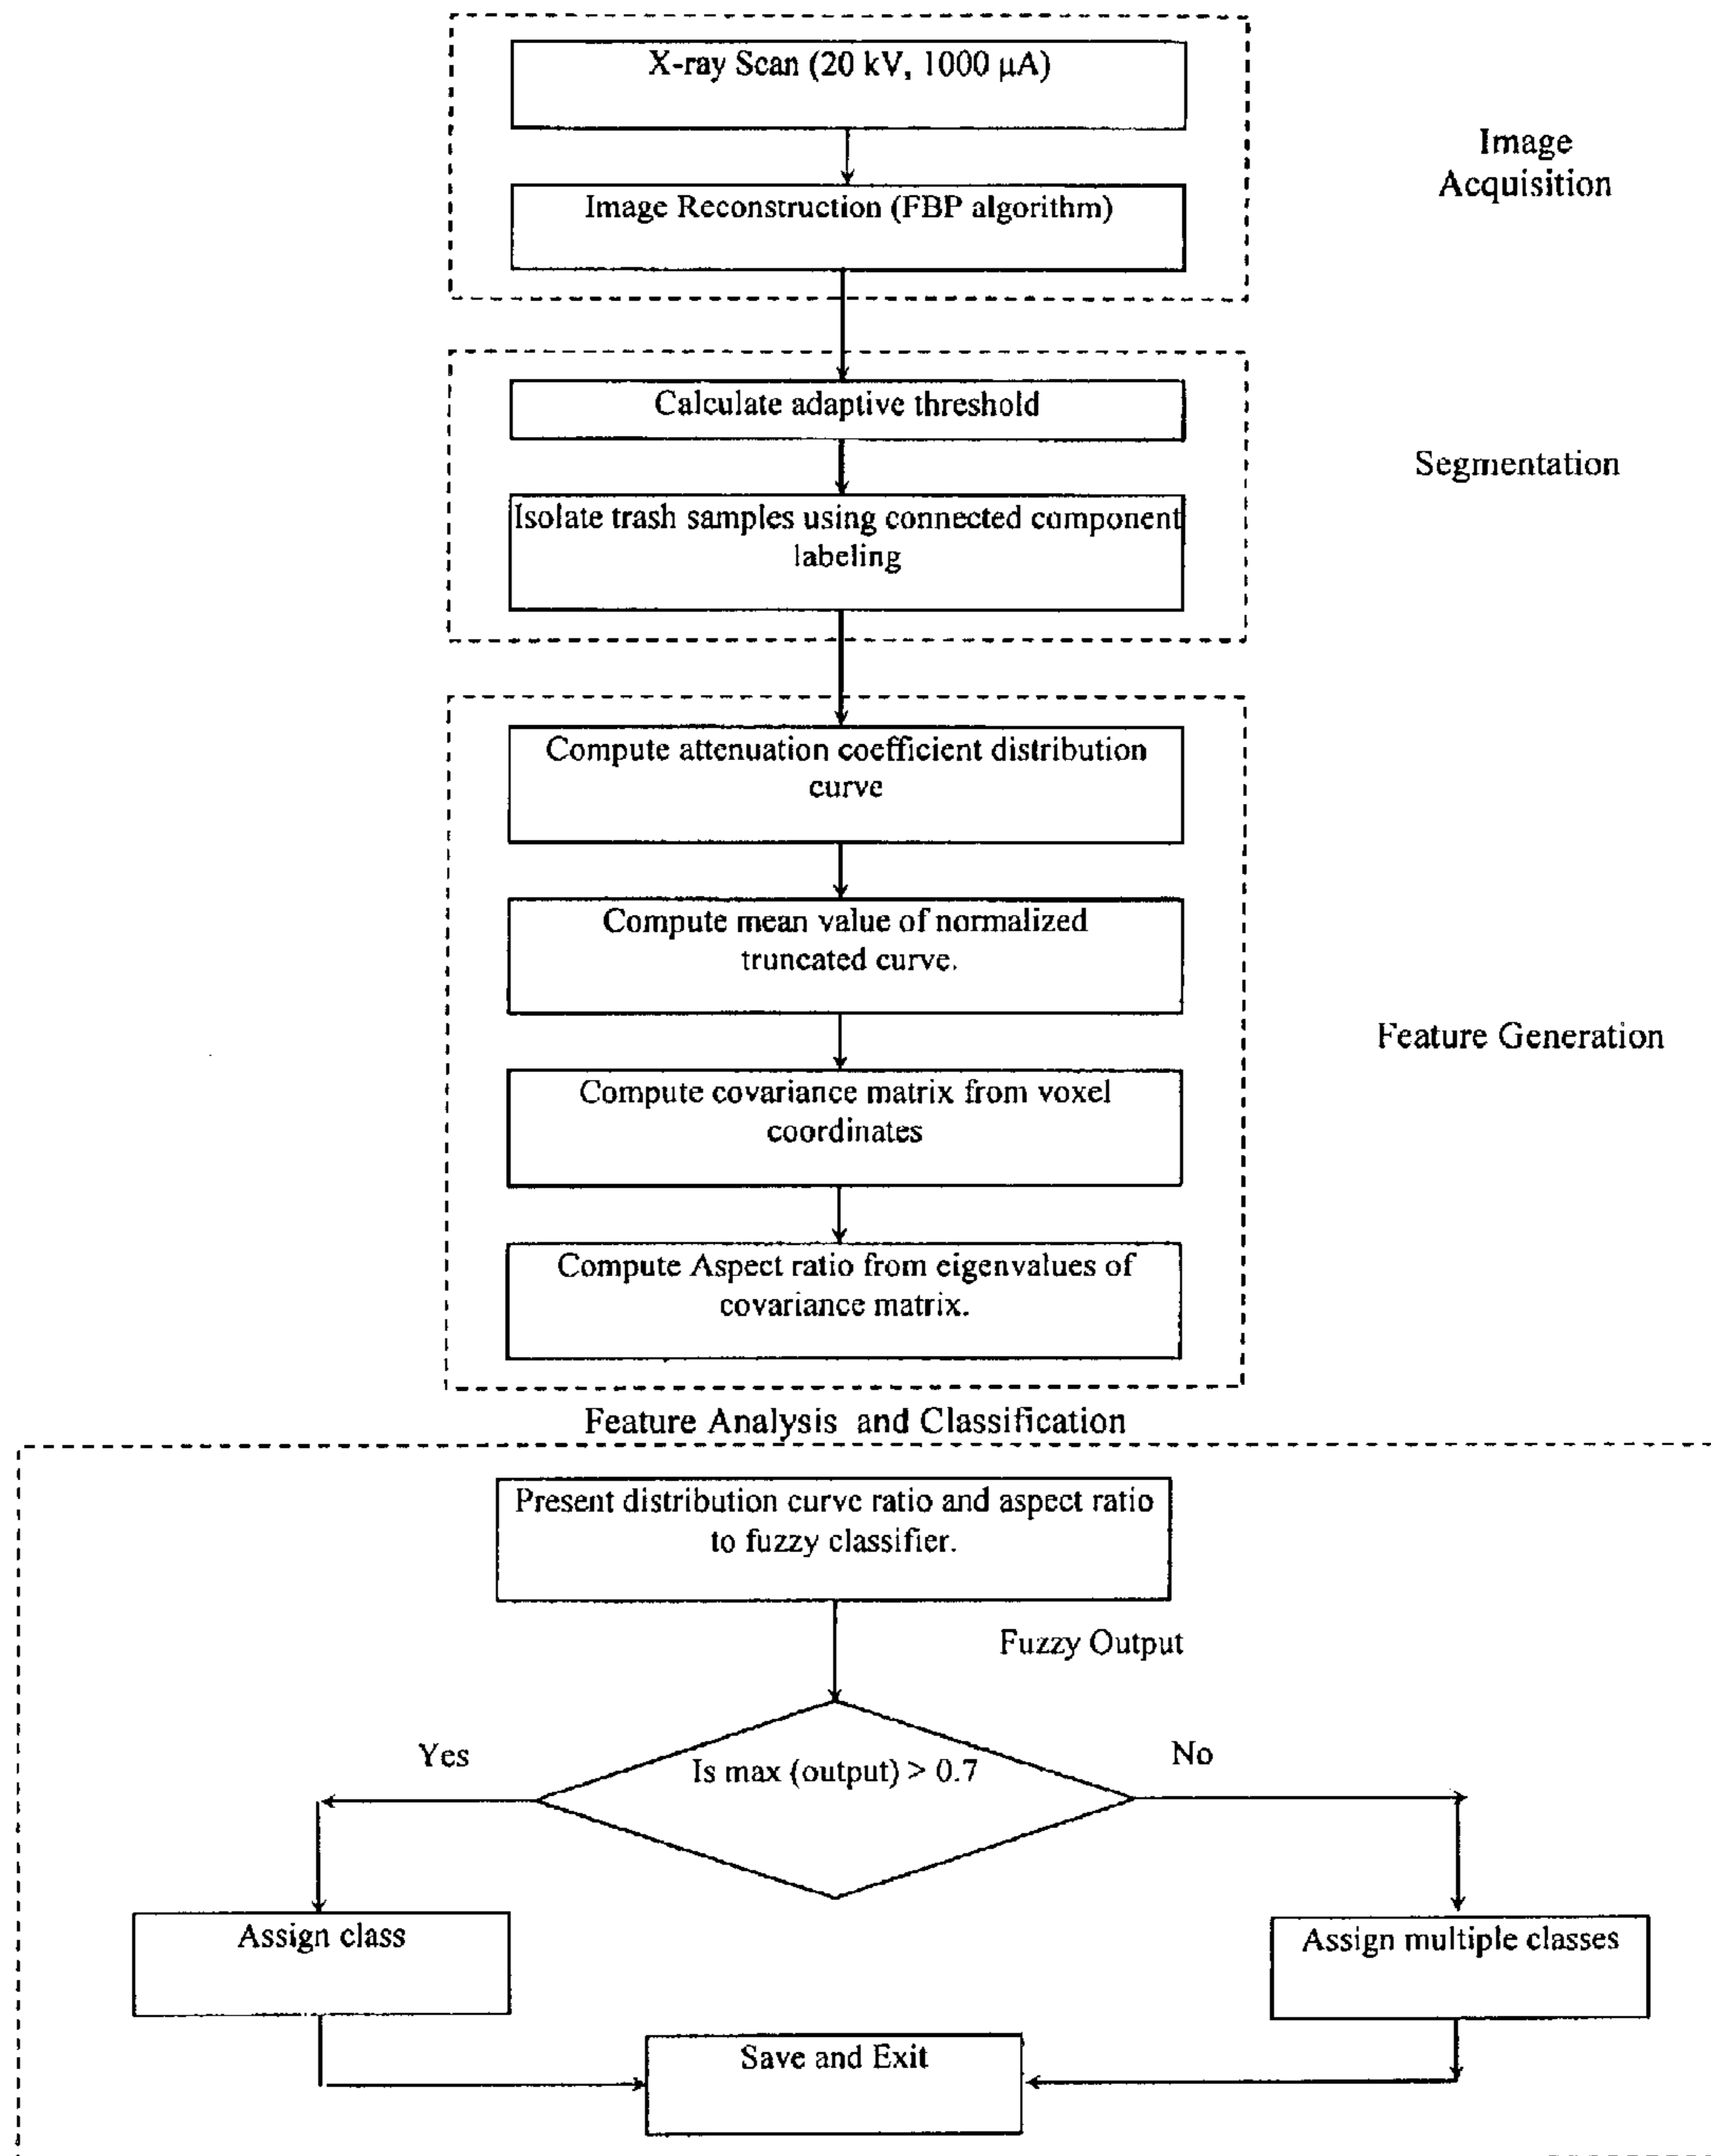 X-ray Scan (20 kV, 1000 µA)
Image
Acquisition
Image Reconstruction (FBP algorithm)
Calculate adaptive threshold
Segmentation
Isolate trash samples using connected component
labeling
Compute attenuation coefficient distribution
curve
Compute mean value of normalized
truncated curve.
Feature Generation
Compute covariance matrix from voxel
coordinates
Compute Aspect ratio from eigenvalues of
covariance matrix.
Feature Analysis and Classification
Present distribution curve ratio and aspect ratio
to fuzzy classifier.
Fuzzy Output
Yes
Is max (output) > 0.7
No
Assign class
Assign multiple classes
Save and Exit